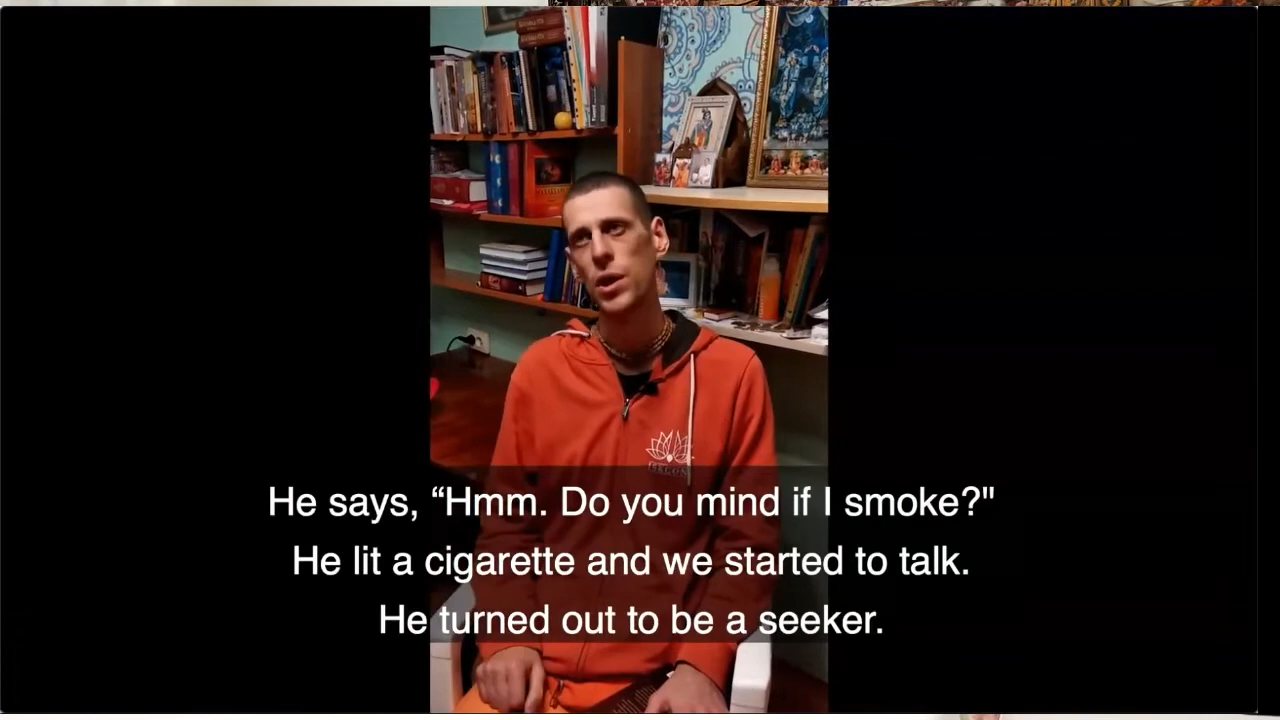 ISKCON
He says, “Hmm. Do you mind if I smoke?"
He lit a cigarette and we started to talk.
He turned out to be a seeker.